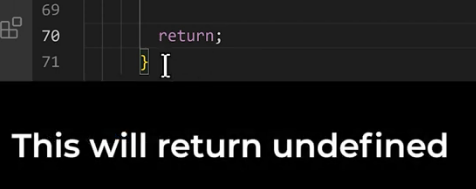 69
70 return;
71 }
This will return undefined